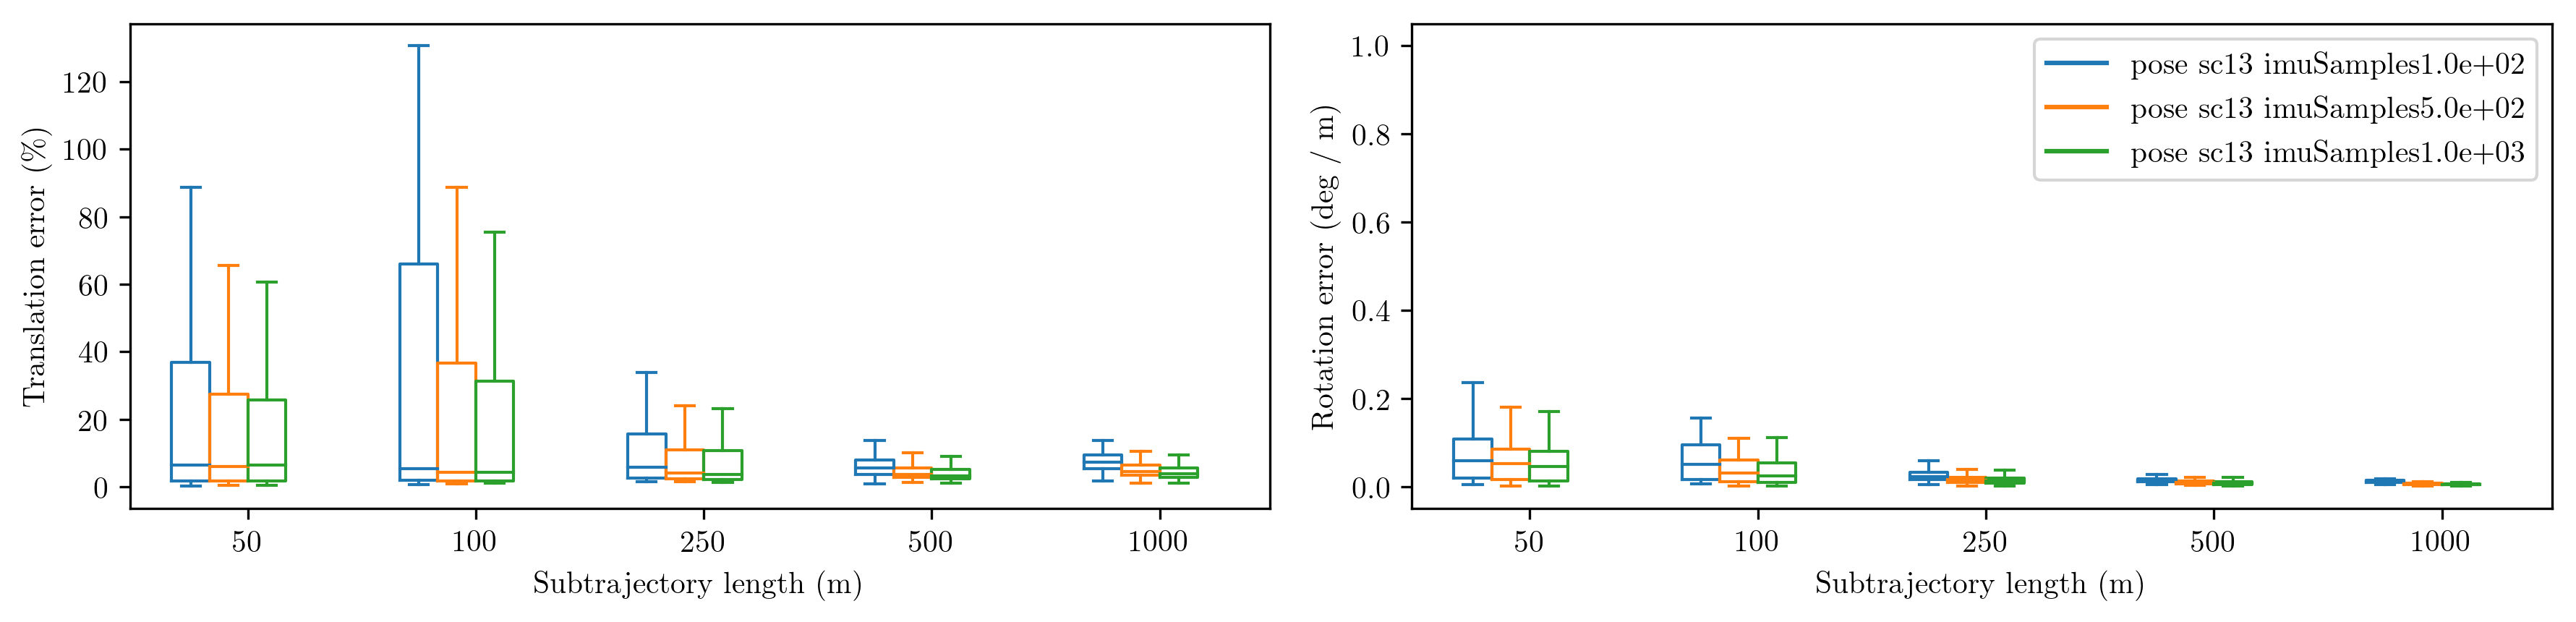 Translation error (%)
120
100
80
60
40
20
0
50 100 250 500 1000
Subtrajectory length (m)
Rotation error (deg / m)
1.0
0.8
0.6
0.4
0.2
0.0
50 100 250 500 1000
Subtrajectory length (m)
pose sc13 imuSamples1.0e+02
pose sc13 imuSamples5.0e+02
pose sc13 imuSamples1.0e+03